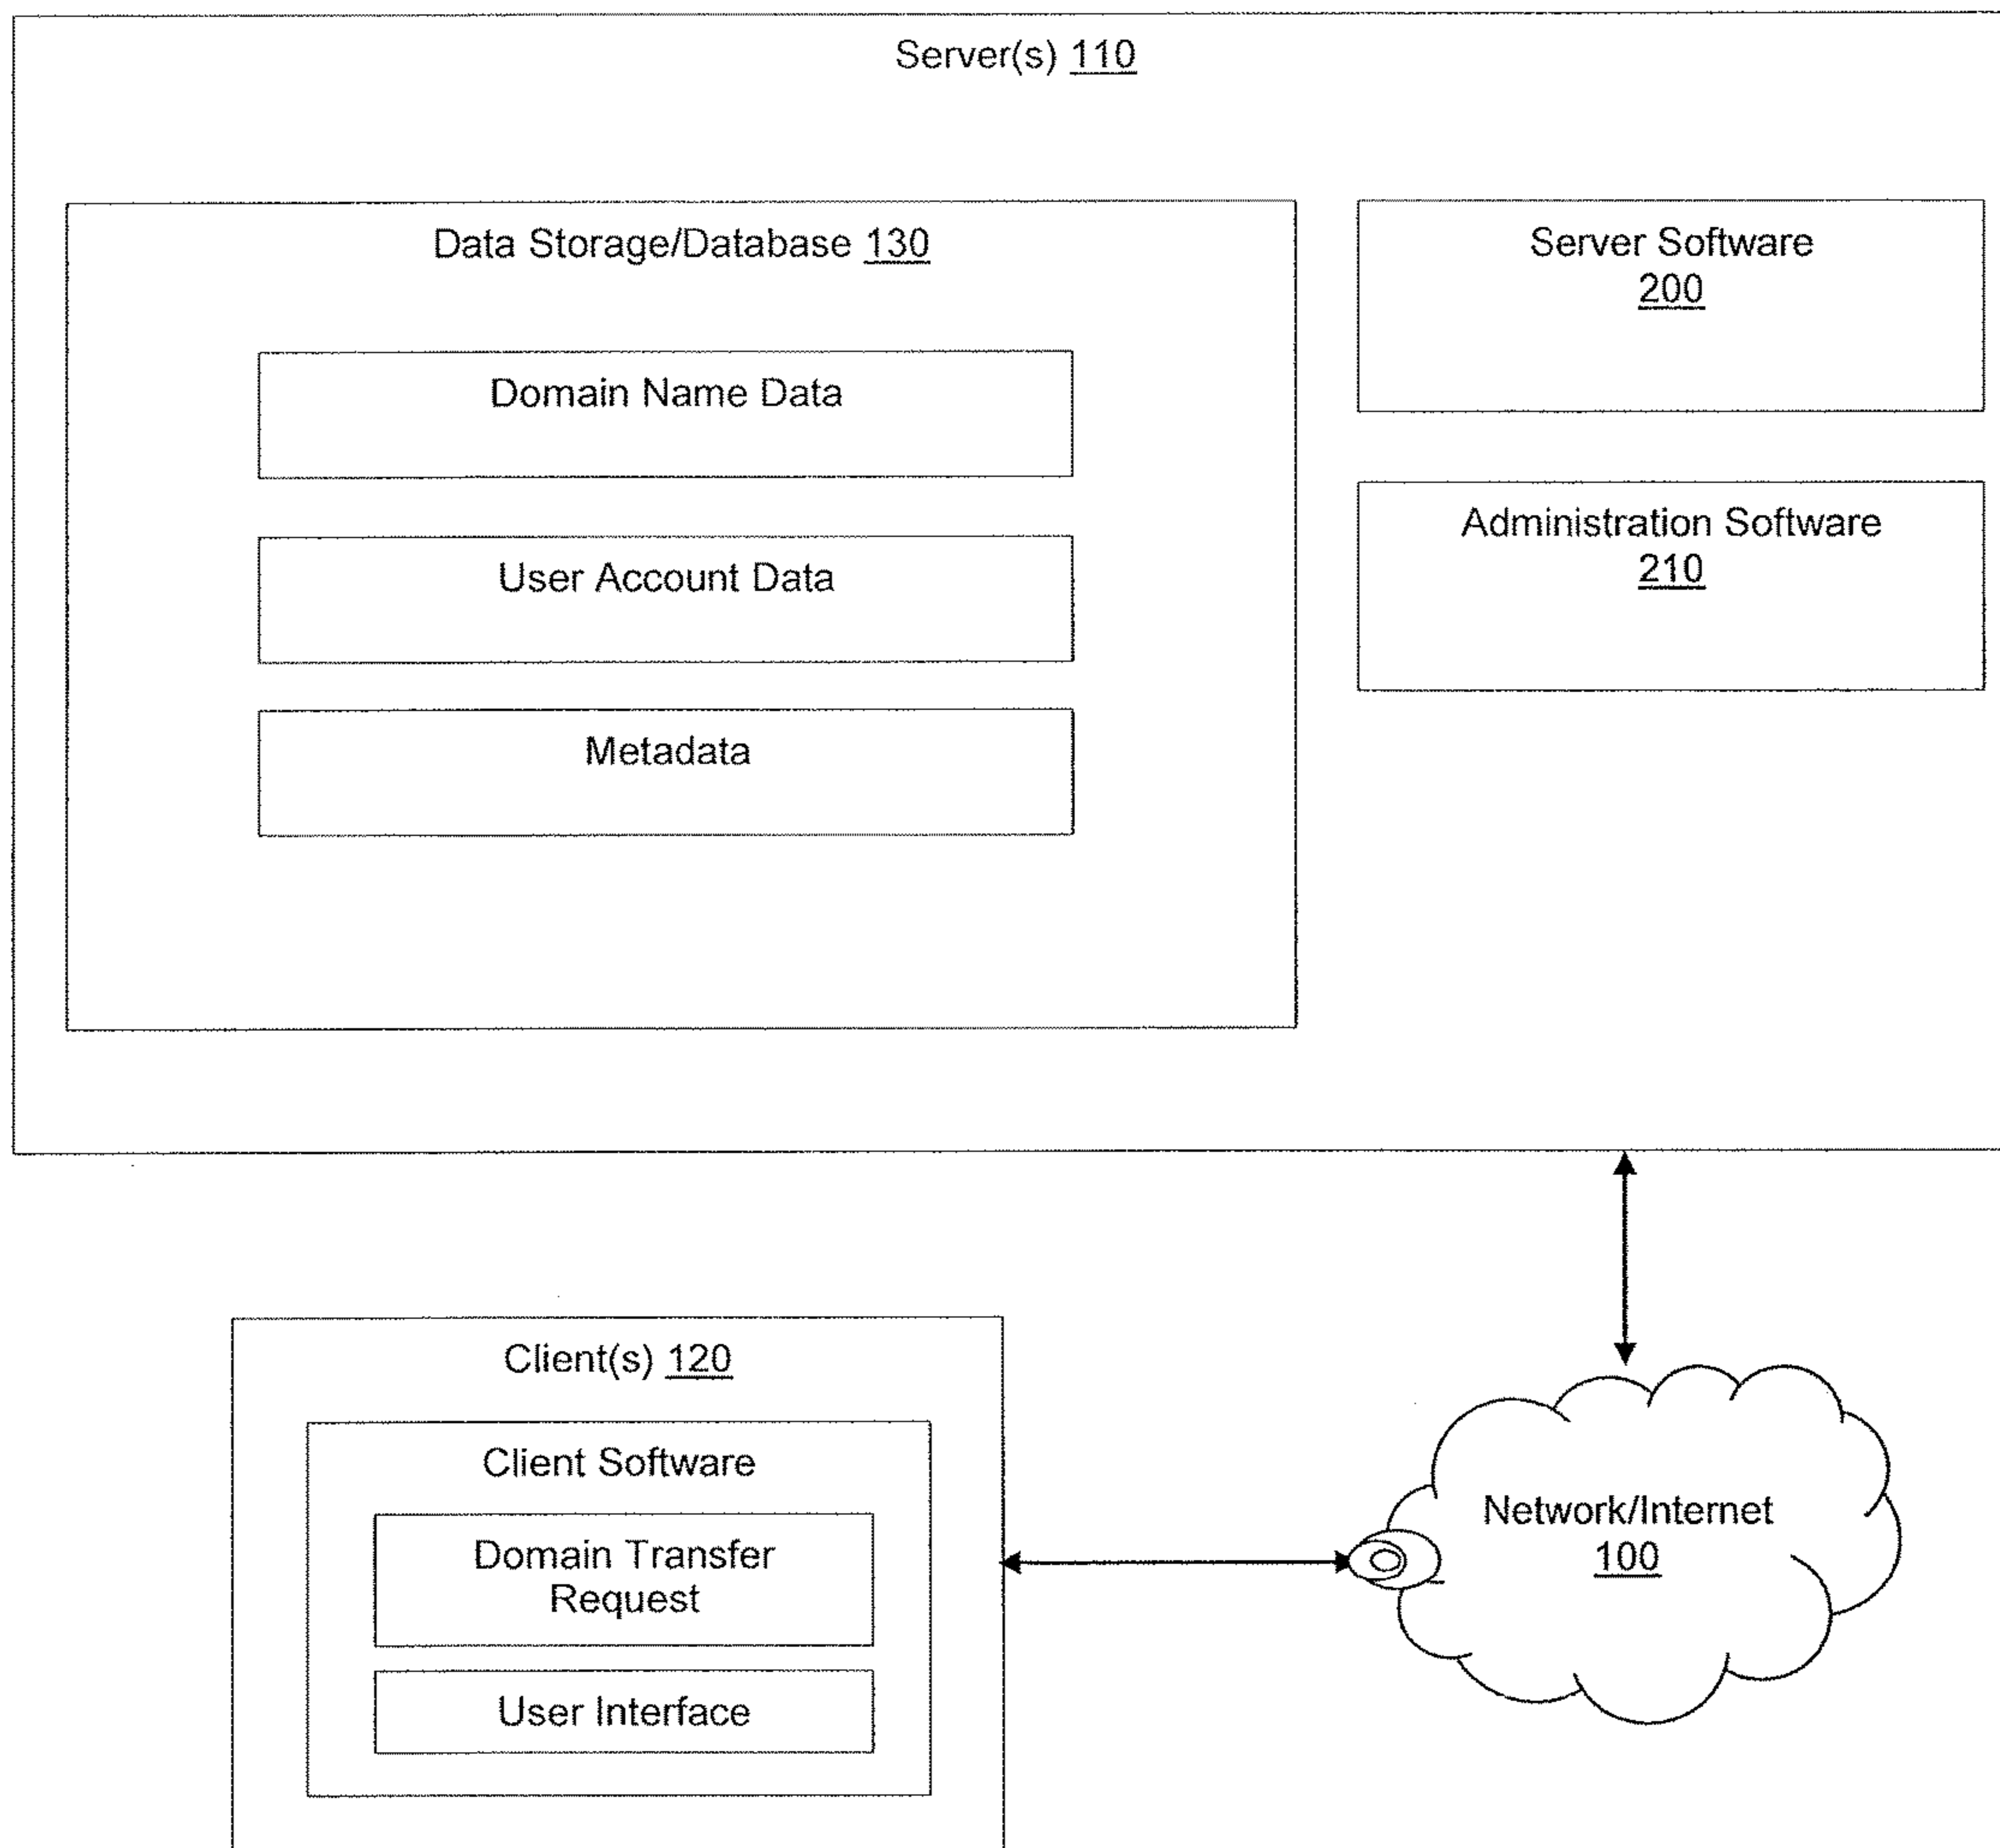 Server(s) 110
Data Storage/Database 130
Domain Name Data
User Account Data
Metadata
Server Software
200
Administration Software
210
Client(s) 120
Client Software
Domain Transfer
Request
User Interface
Network/Internet
100